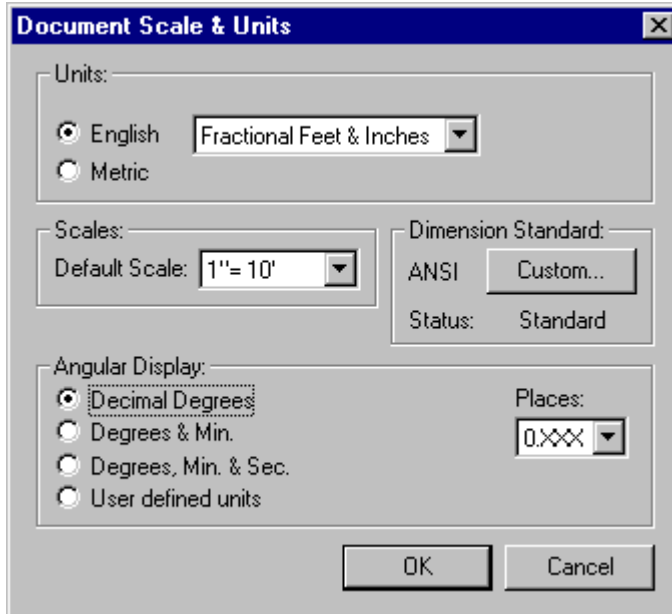 Document Scale & Units
Units:
English Fractional Feet & Inches
Metric
Scales:
Default Scale: 1"= 10'
Dimension Standard:
ANSI Custom...
Status: Standard
Angular Display:
Decimal Degrees
Degrees & Min.
Degrees, Min. & Sec.
User defined units
Places:
0.XXX
OK Cancel